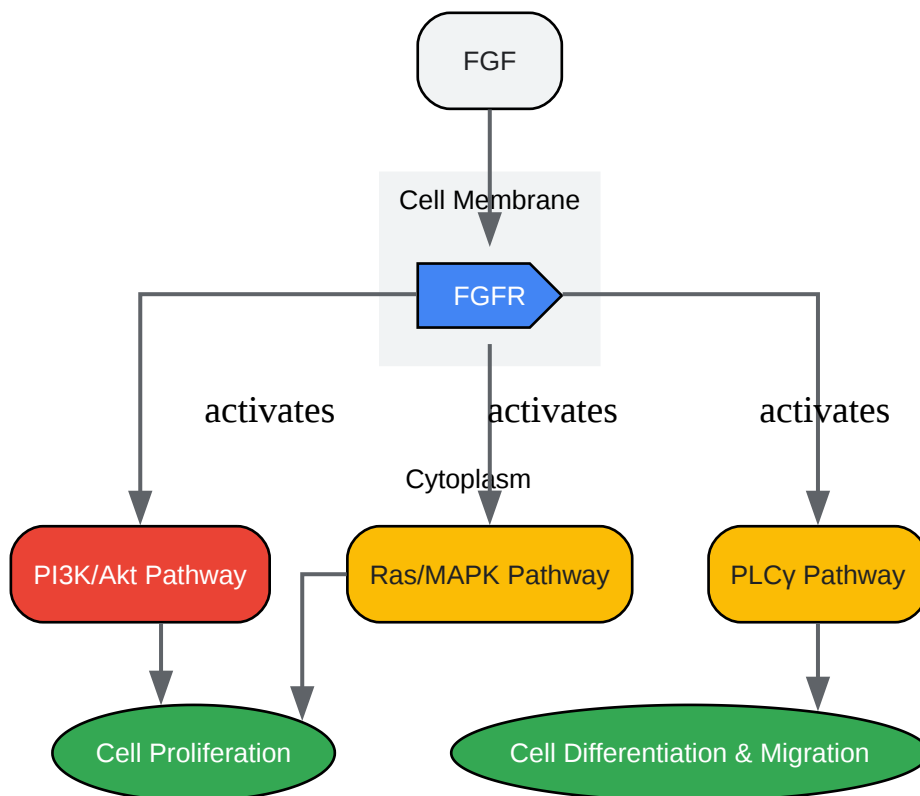 FGF
Cell Membrane
FGFR
activates
activates
activates
Cytoplasm
PI3K/Akt Pathway
Ras/MAPK Pathway
PLCγ Pathway
Cell Proliferation
Cell Differentiation & Migration